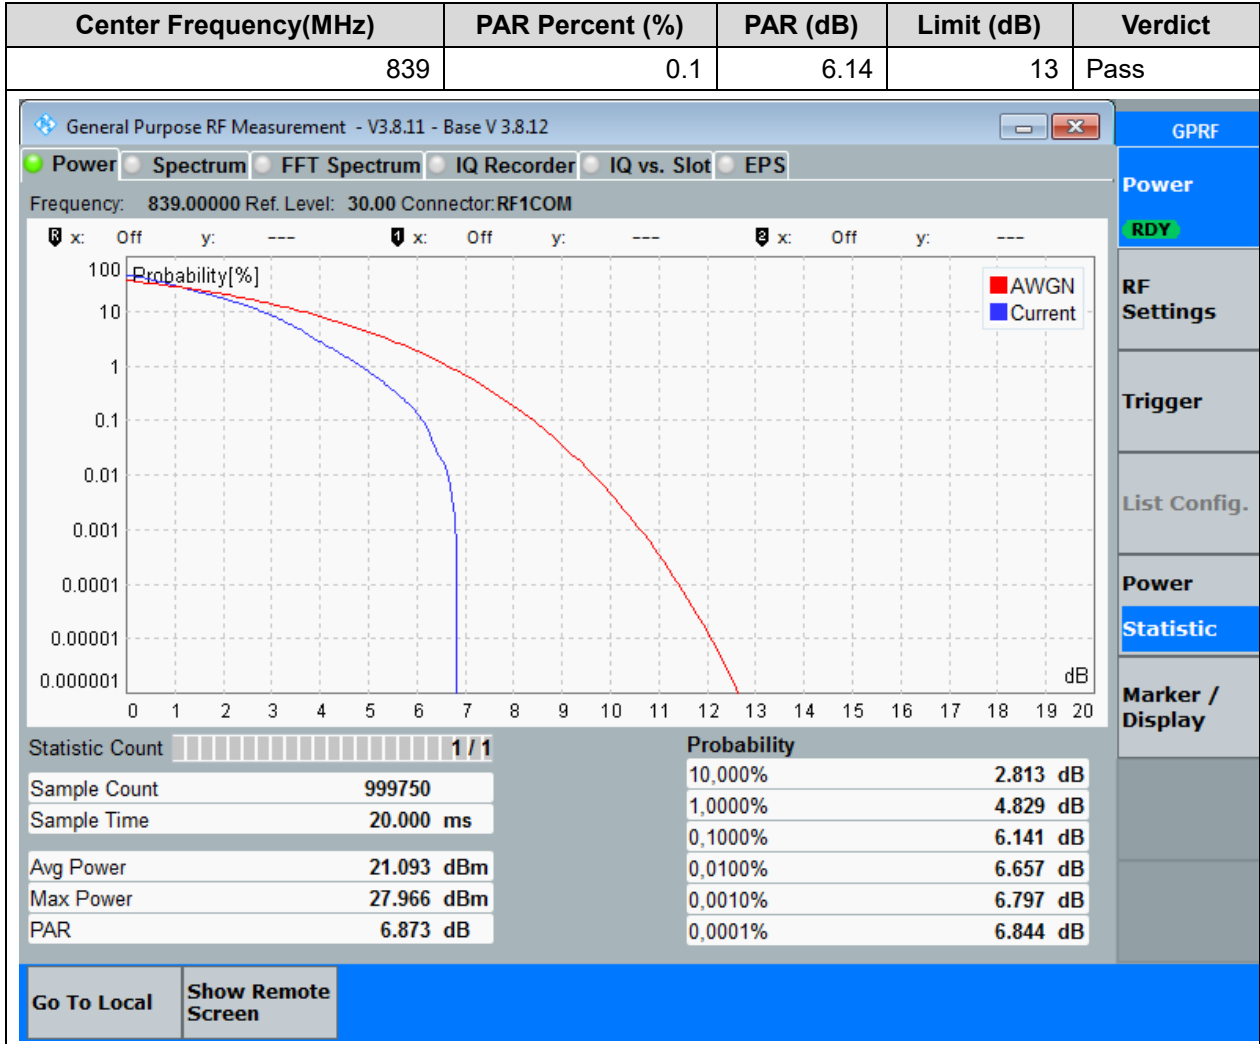 Center Frequency(MHz) PAR Percent (%) PAR (dB) Limit (dB) Verdict
839 0.1 6.14 13 Pass
General Purpose RF Measurement - V3.8.11 - Base V 3.8.12
GPRF
Power Spectrum FFT Spectrum IQ Recorder IQ vs. Slot EPS
Frequency: 839.00000 Ref. Level: 30.00 Connector: RF1COM
R x: Off y: --- 1 x: Off y: --- 2 x: Off y: ---
Probability[%]
AWGN
Current
100
10
1
0.1
0.01
0.001
0.0001
0.00001
0.000001
dB
0 1 2 3 4 5 6 7 8 9 10 11 12 13 14 15 16 17 18 19 20
Power
RDY
RF
Settings
Trigger
List Config.
Power
Statistic
Marker /
Display
Statistic Count 1 / 1
Sample Count 999750
Sample Time 20.000 ms
Avg Power 21.093 dBm
Max Power 27.966 dBm
PAR 6.873 dB
Probability
10,000% 2.813 dB
1,0000% 4.829 dB
0,1000% 6.141 dB
0,0100% 6.657 dB
0,0010% 6.797 dB
0,0001% 6.844 dB
Go To Local
Show Remote
Screen